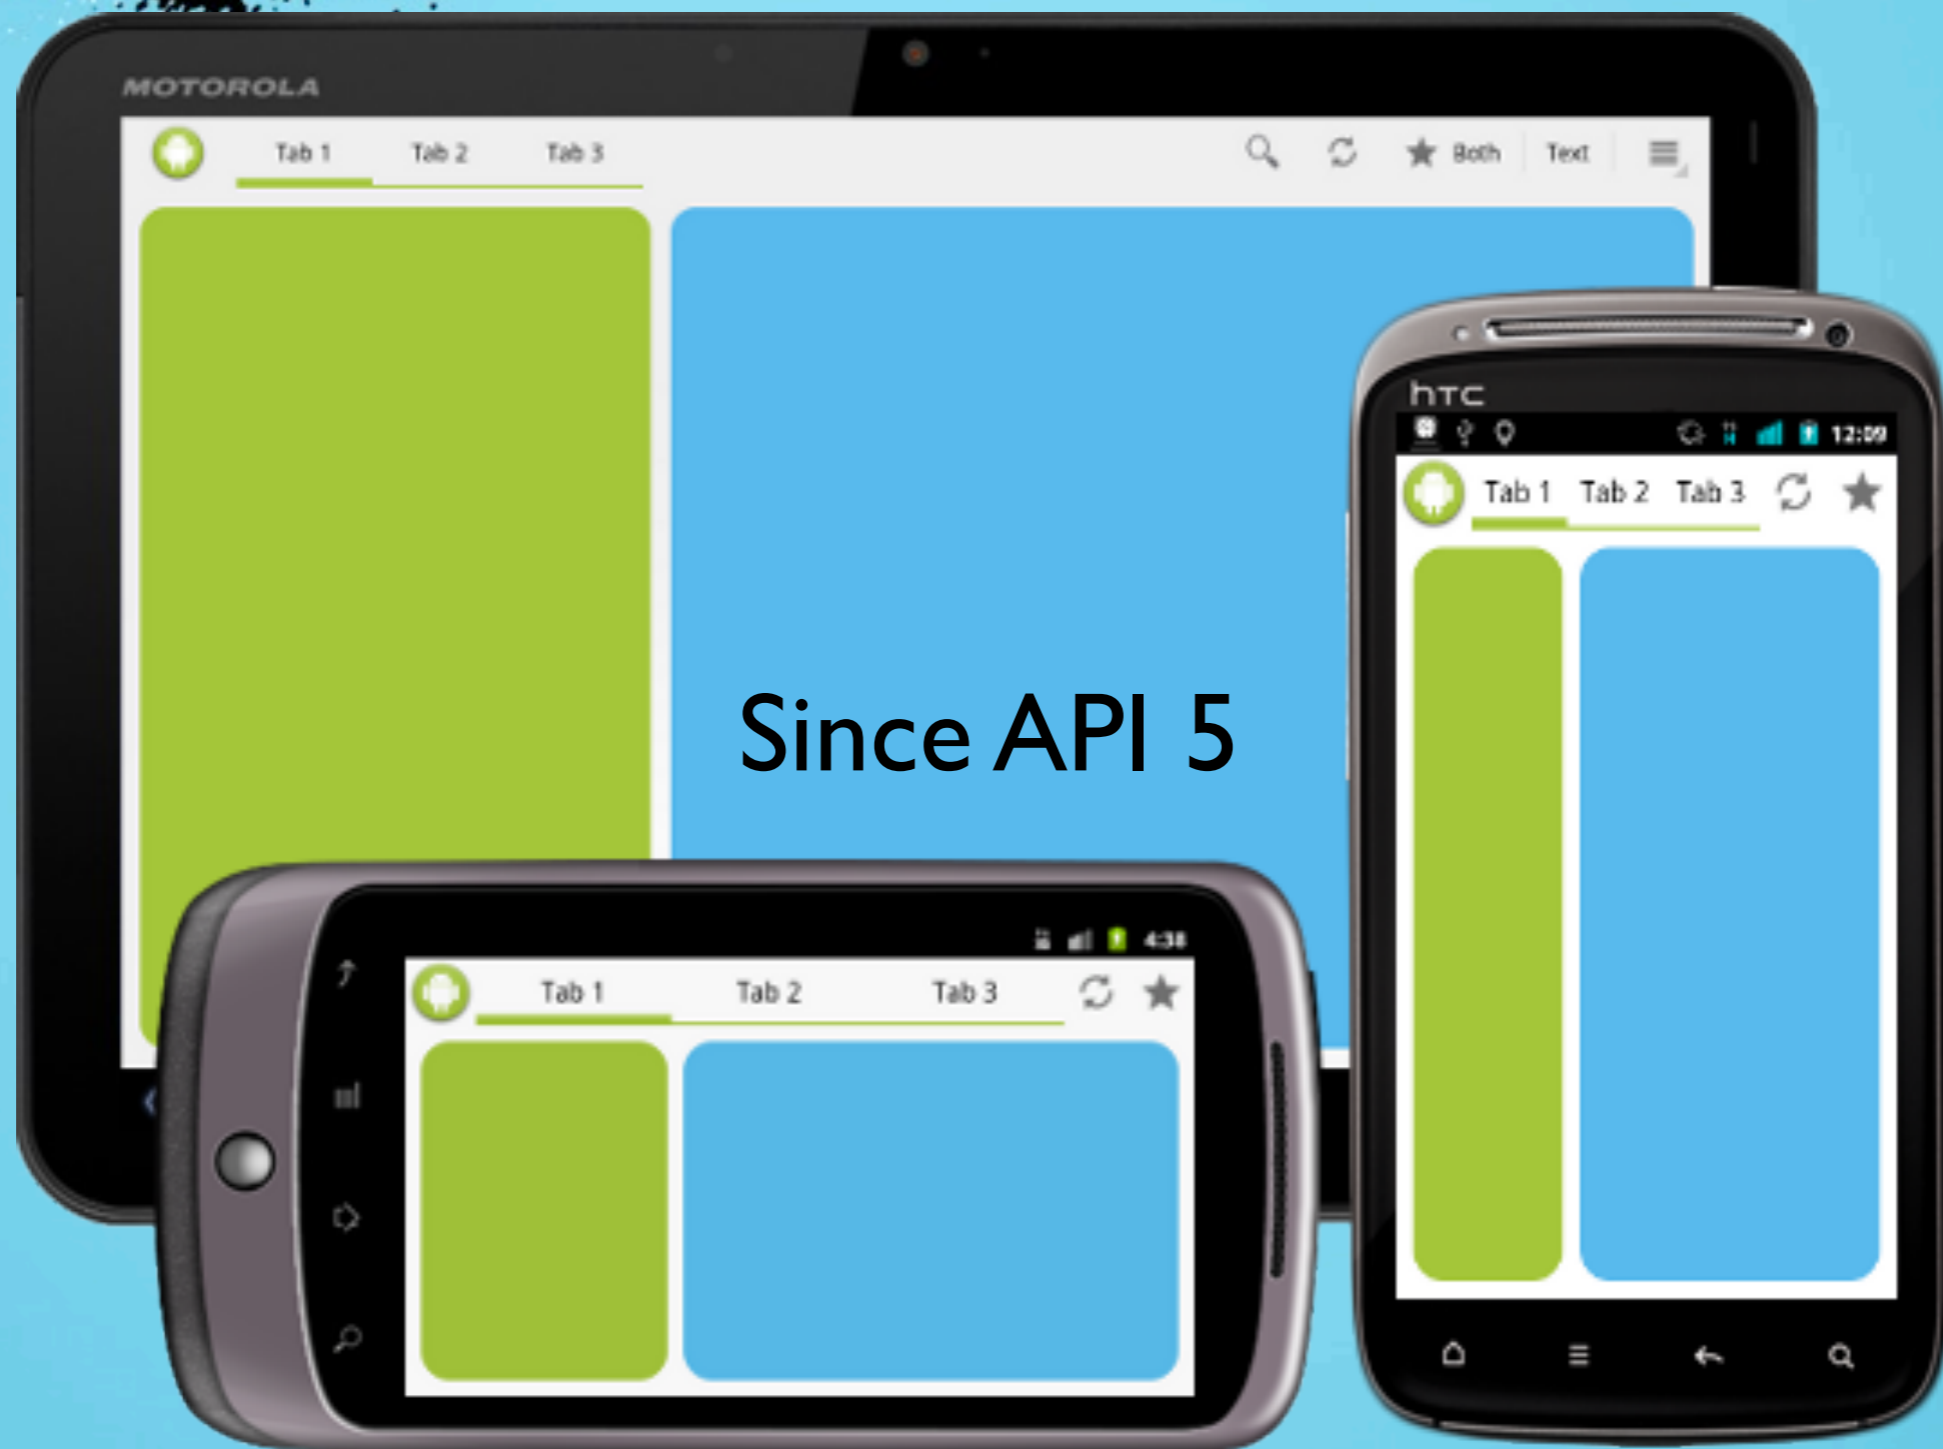 MOTOROLA
Tab 1 Tab 2 Tab 3 Both Text
hTC
12:09
Tab 1 Tab 2 Tab 3
Since API 5
4:38
Tab 1 Tab 2 Tab 3